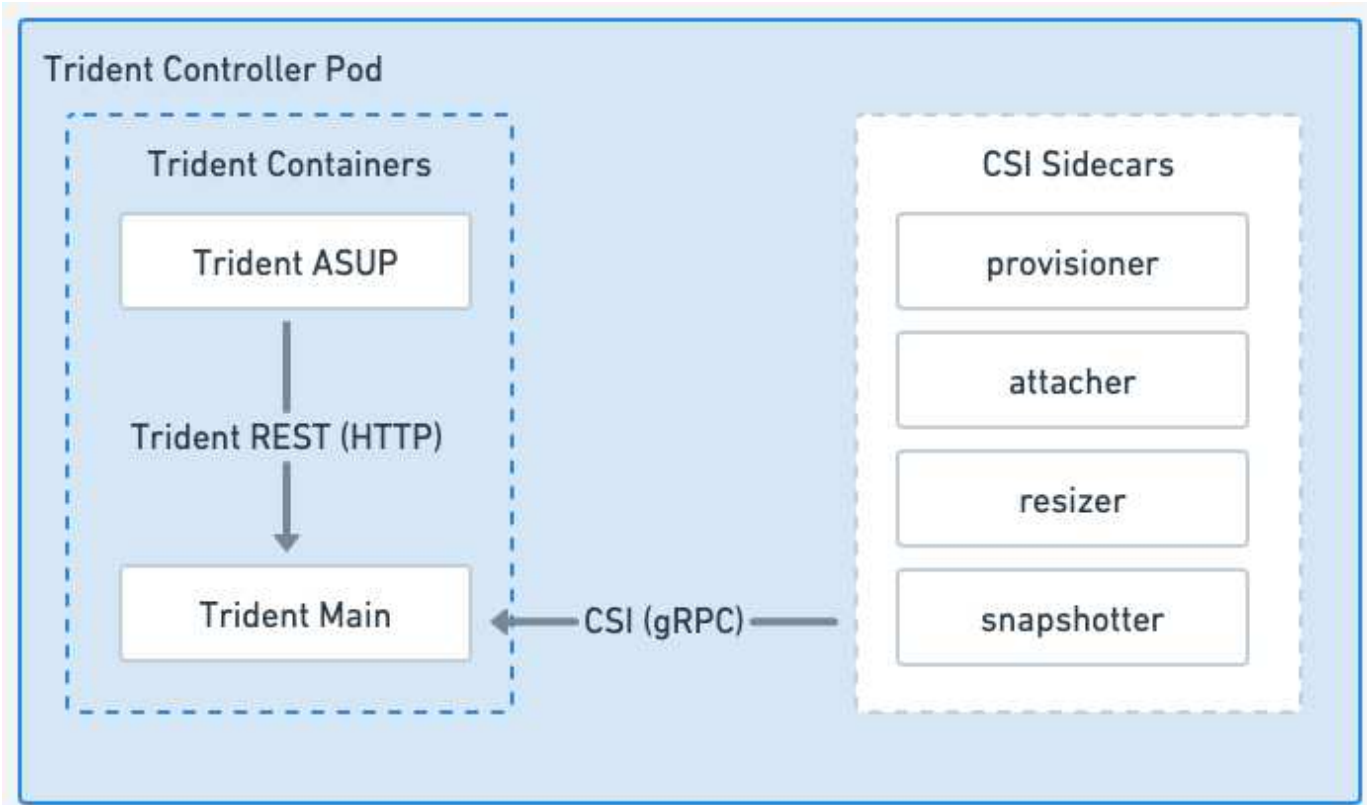 Trident Controller Pod
Trident Containers
Trident ASUP
Trident REST (HTTP)
Trident Main
CSI (gRPC)
CSI Sidecars
provisioner
attacher
resizer
snapshotter